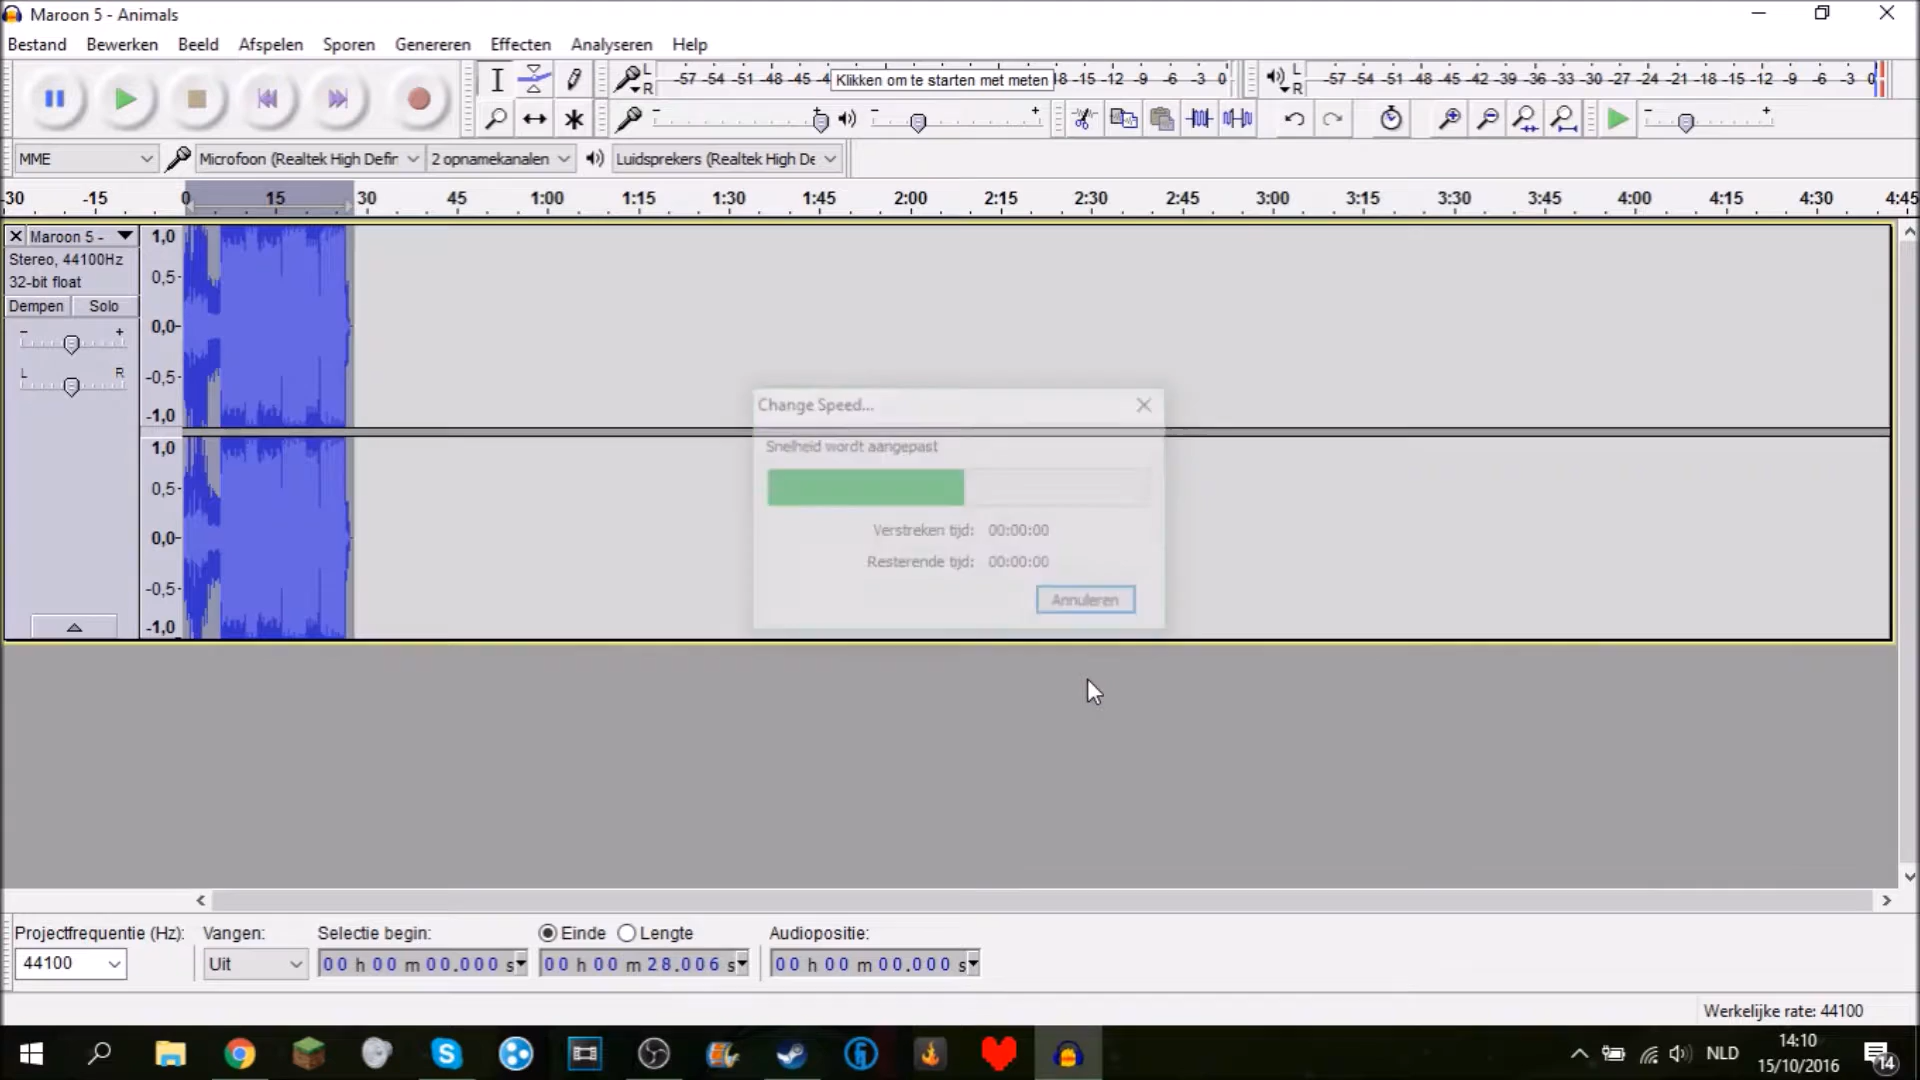 Maroon 5 - Animals
Bestand Bewerken Beeld Afspelen Sporen Genereren Effecten Analyseren Help
L R -57 -54 -51 -48 -45 -4 Klikken om te starten met meten 18 -15 -12 -9 -6 -3 0 L R -57 -54 -51 -48 -45 -42 -39 -36 -33 -30 -27 -24 -21 -18 -15 -12 -9 -6 -3 0
- + - + - +
MME Microfoon (Realtek High Defir 2 opnamekanalen Luidsprekers (Realtek High De
-30 -15 0 15 30 45 1:00 1:15 1:30 1:45 2:00 2:15 2:30 2:45 3:00 3:15 3:30 3:45 4:00 4:15 4:30 4:45
Maroon 5 - 1,0
Stereo, 44100Hz
32-bit float 0,5-
Dempen Solo
- + 0,0-
L R -0,5-
-1,0
1,0
0,5-
0,0-
-0,5-
-1,0
Change Speed...
Snelheid wordt aangepast
Verstreken tijd: 00:00:00
Resterende tijd: 00:00:00
Annuleren
Projectfrequentie (Hz): Vangen: Selectie begin: Einde Lengte Audiopositie:
44100 Uit 00 h 00 m 00.000 s 00 h 00 m 28.006 s 00 h 00 m 00.000 s
Werkelijke rate: 44100
NLD 14:10
15/10/2016 14